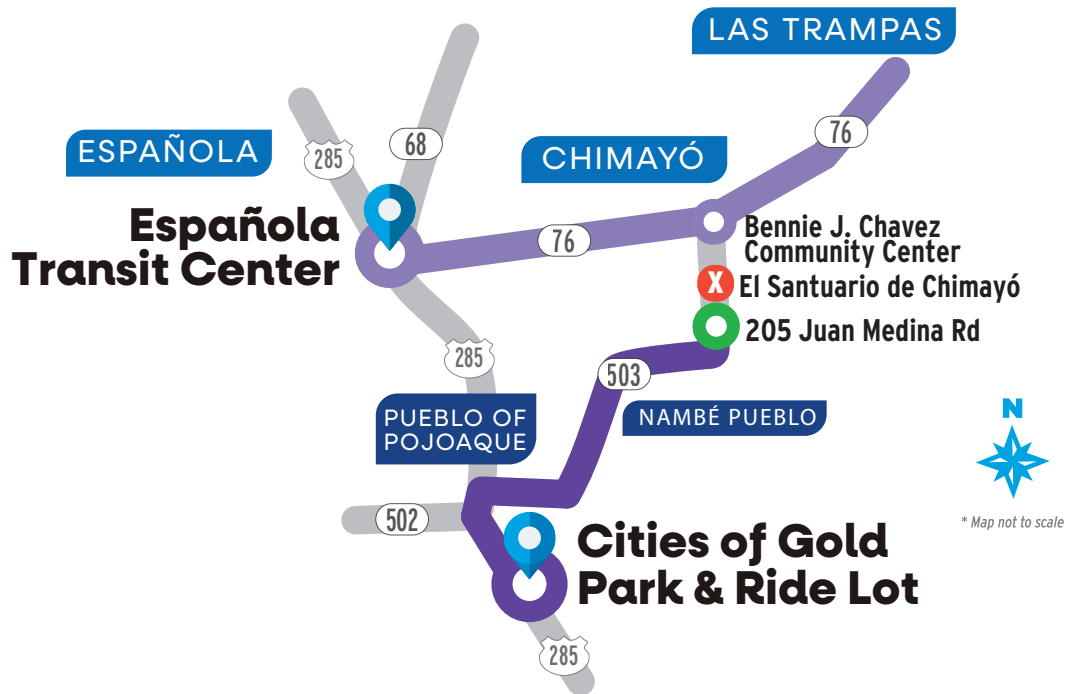 LAS TRAMPAS
68
76
285
ESPAÑOLA
CHIMAYÓ
Española
Transit Center
76
Bennie J. Chavez
Community Center
X
El Santuario de Chimayó
205 Juan Medina Rd
285
503
PUEBLO OF
POJOAQUE
NAMBÉ PUEBLO
N
* Map not to scale
502
Cities of Gold
Park & Ride Lot
285